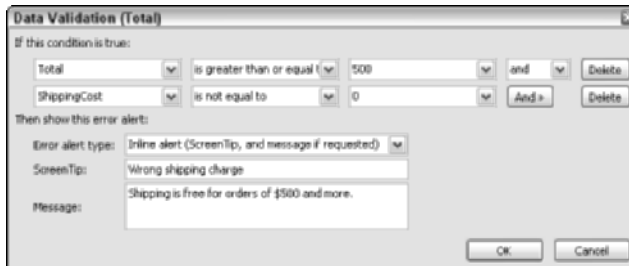 Data Validation (Total)
If this condition is true:
Total is greater than or equal t 500 and Delete
ShippingCost is not equal to 0 And » Delete
Then show this error alert:
Error alert type: Inline alert (ScreenTip, and message if requested)
ScreenTip: Wrong shipping charge
Message: Shipping is free for orders of $500 and more.
OK Cancel